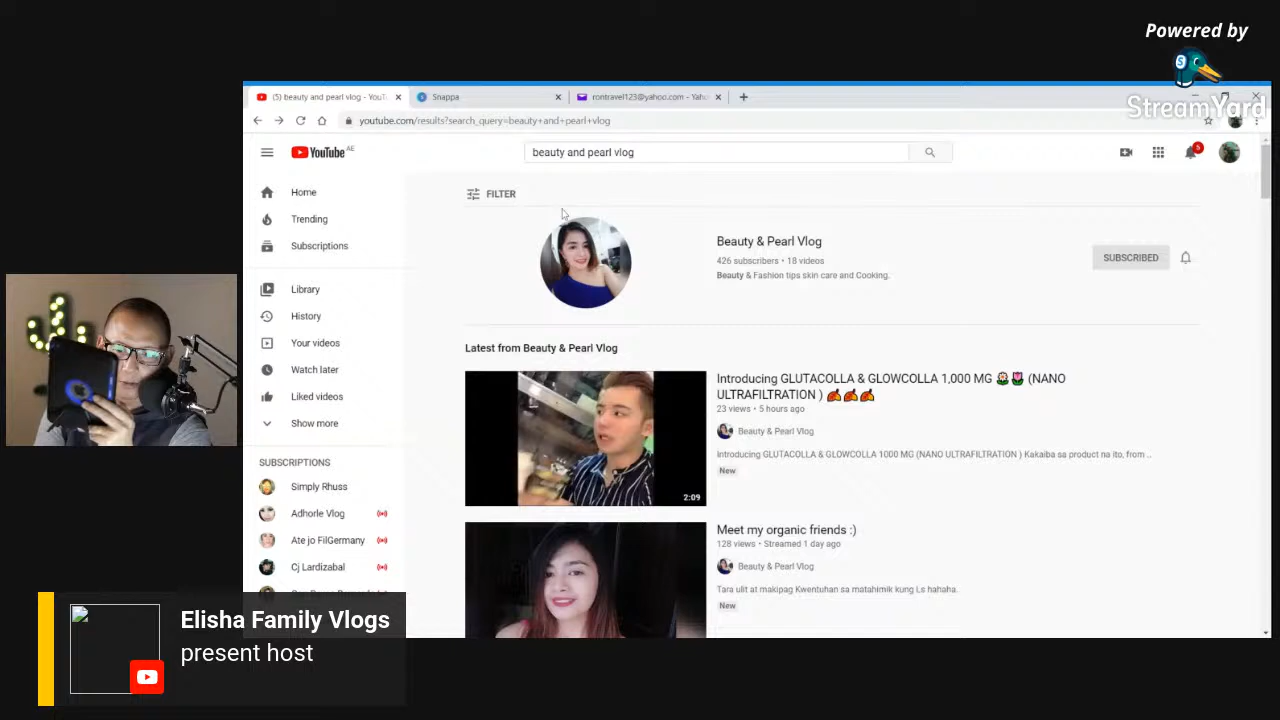 Powered by
StreamYard
(5) beauty and pearl vlog - YouT
Snappa
rontravel123@yahoo.com - Yah
youtube.com/results?search_query=beauty+and+pearl+vlog
YouTube AE
beauty and pearl vlog
5
Home
Trending
Subscriptions
Library
History
Your videos
Watch later
Liked videos
Show more
SUBSCRIPTIONS
Simply Rhuss
Adhorle Vlog
Ate jo FilGermany
Cj Lardizabal
FILTER
Beauty & Pearl Vlog
426 subscribers • 18 videos
Beauty & Fashion tips skin care and Cooking.
SUBSCRIBED
Latest from Beauty & Pearl Vlog
2:09
Introducing GLUTACOLLA & GLOWCOLLA 1,000 MG 🌼🌷 (NANO
ULTRAFILTRATION ) 🍂🍂🍂
23 views • 5 hours ago
Beauty & Pearl Vlog
Introducing GLUTACOLLA & GLOWCOLLA 1000 MG (NANO ULTRAFILTRATION ) Kakaiba sa product na ito, from ...
New
Meet my organic friends :)
128 views • Streamed 1 day ago
Beauty & Pearl Vlog
Tara ulit at makipag Kwentuhan sa matahimik kung Ls hahaha.
New
Elisha Family Vlogs
present host